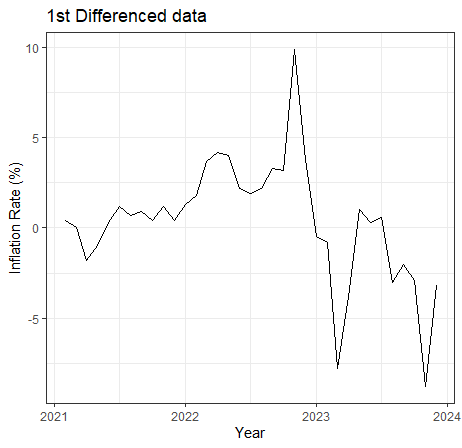 1st Differenced data
10
5
0
-5
Inflation Rate (%)
2021 2022 2023 2024
Year